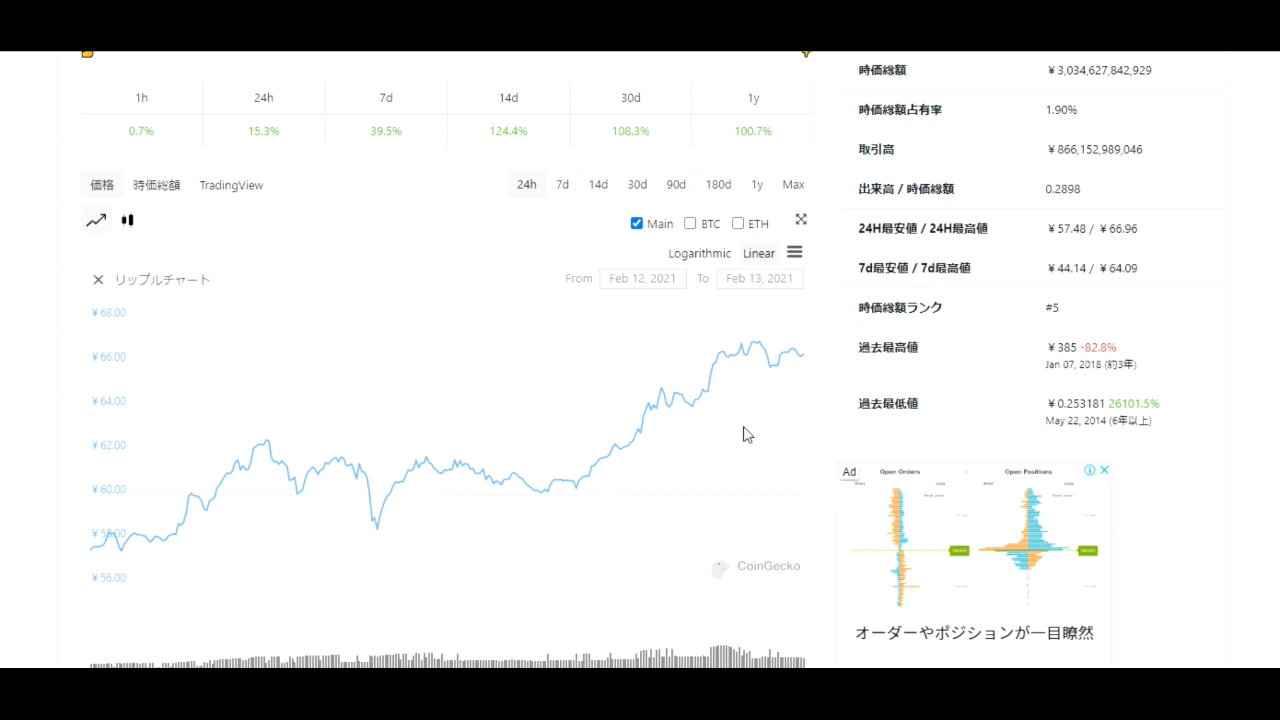 1h 24h 7d 14d 30d 1y
0.7% 15.3% 39.5% 124.4% 108.3% 100.7%
価格 時価総額 TradingView 24h 7d 14d 30d 90d 180d 1y Max
Main BTC ETH
Logarithmic Linear
リップルチャート From Feb 12, 2021 To Feb 13, 2021
¥68.00
¥66.00
¥64.00
¥62.00
¥60.00
¥58.00
¥56.00
CoinGecko
時価総額 ¥3,034,627,842,929
時価総額占有率 1.90%
取引高 ¥866,152,989,046
出来高 / 時価総額 0.2898
24H最安値 / 24H最高値 ¥57.48 / ¥66.96
7d最安値 / 7d最高値 ¥44.14 / ¥64.09
時価総額ランク #5
過去最高値 ¥385 -82.8%
Jan 07, 2018 (約3年)
過去最低値 ¥0.253181 26101.5%
May 22, 2014 (6年以上)
Ad Open Orders Open Positions
オーダーやポジションが一目瞭然